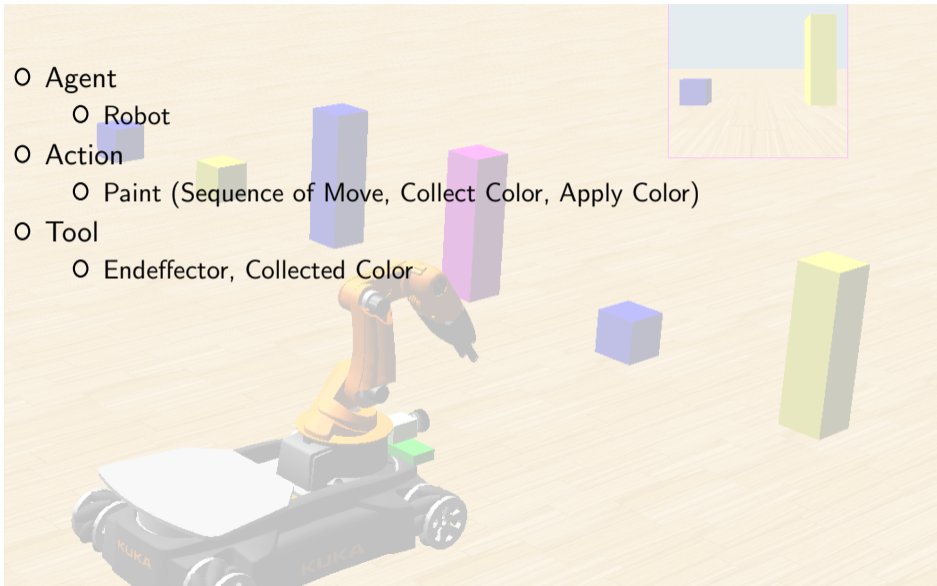 Agent
Robot
Action
Paint (Sequence of Move, Collect Color, Apply Color)
Tool
Endeffector, Collected Color
KUKA
KUKA